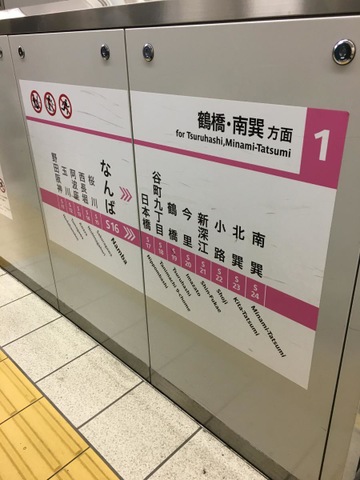 鶴橋・南巽 方面
for Tsuruhashi,Minami-Tatsumi
1
野田阪神
玉川
阿波座
西長堀
桜川
なんば
S16
Namba
日本橋
S17
Nippombashi
谷町九丁目
S18
Tanimachi 9-chome
鶴橋
S19
Tsuruhashi
今里
S20
Imazato
新深江
S21
Shin-Fukae
小路
S22
Shoji
北巽
S23
Kita-Tatsumi
南巽
S24
Minami-Tatsumi